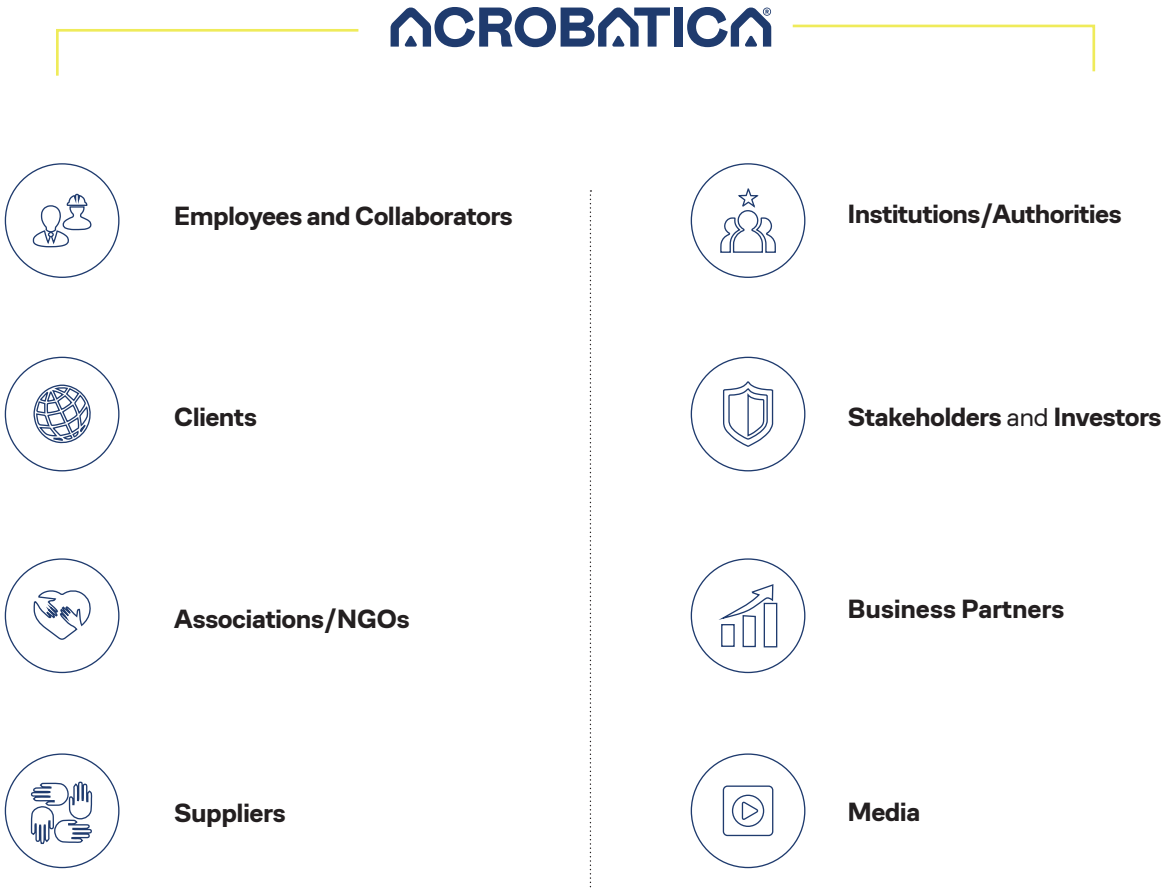 ACROBATICA®
Employees and Collaborators
Clients
Associations/NGOs
Suppliers
Institutions/Authorities
Stakeholders and Investors
Business Partners
Media